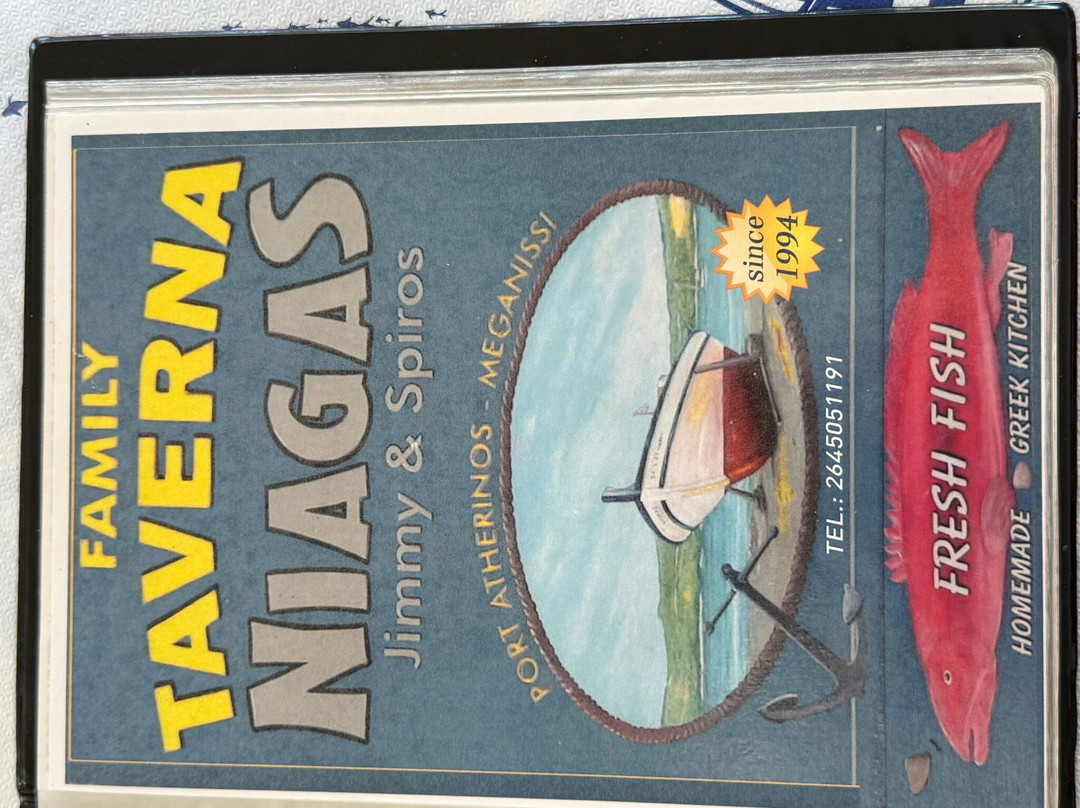 FAMILY
TAVERNA
NIAGAS
Jimmy & Spiros
PORT ATHERINOS - MEGANISSI
since
1994
TEL.: 2645051191
FRESH FISH
HOMEMADE GREEK KITCHEN